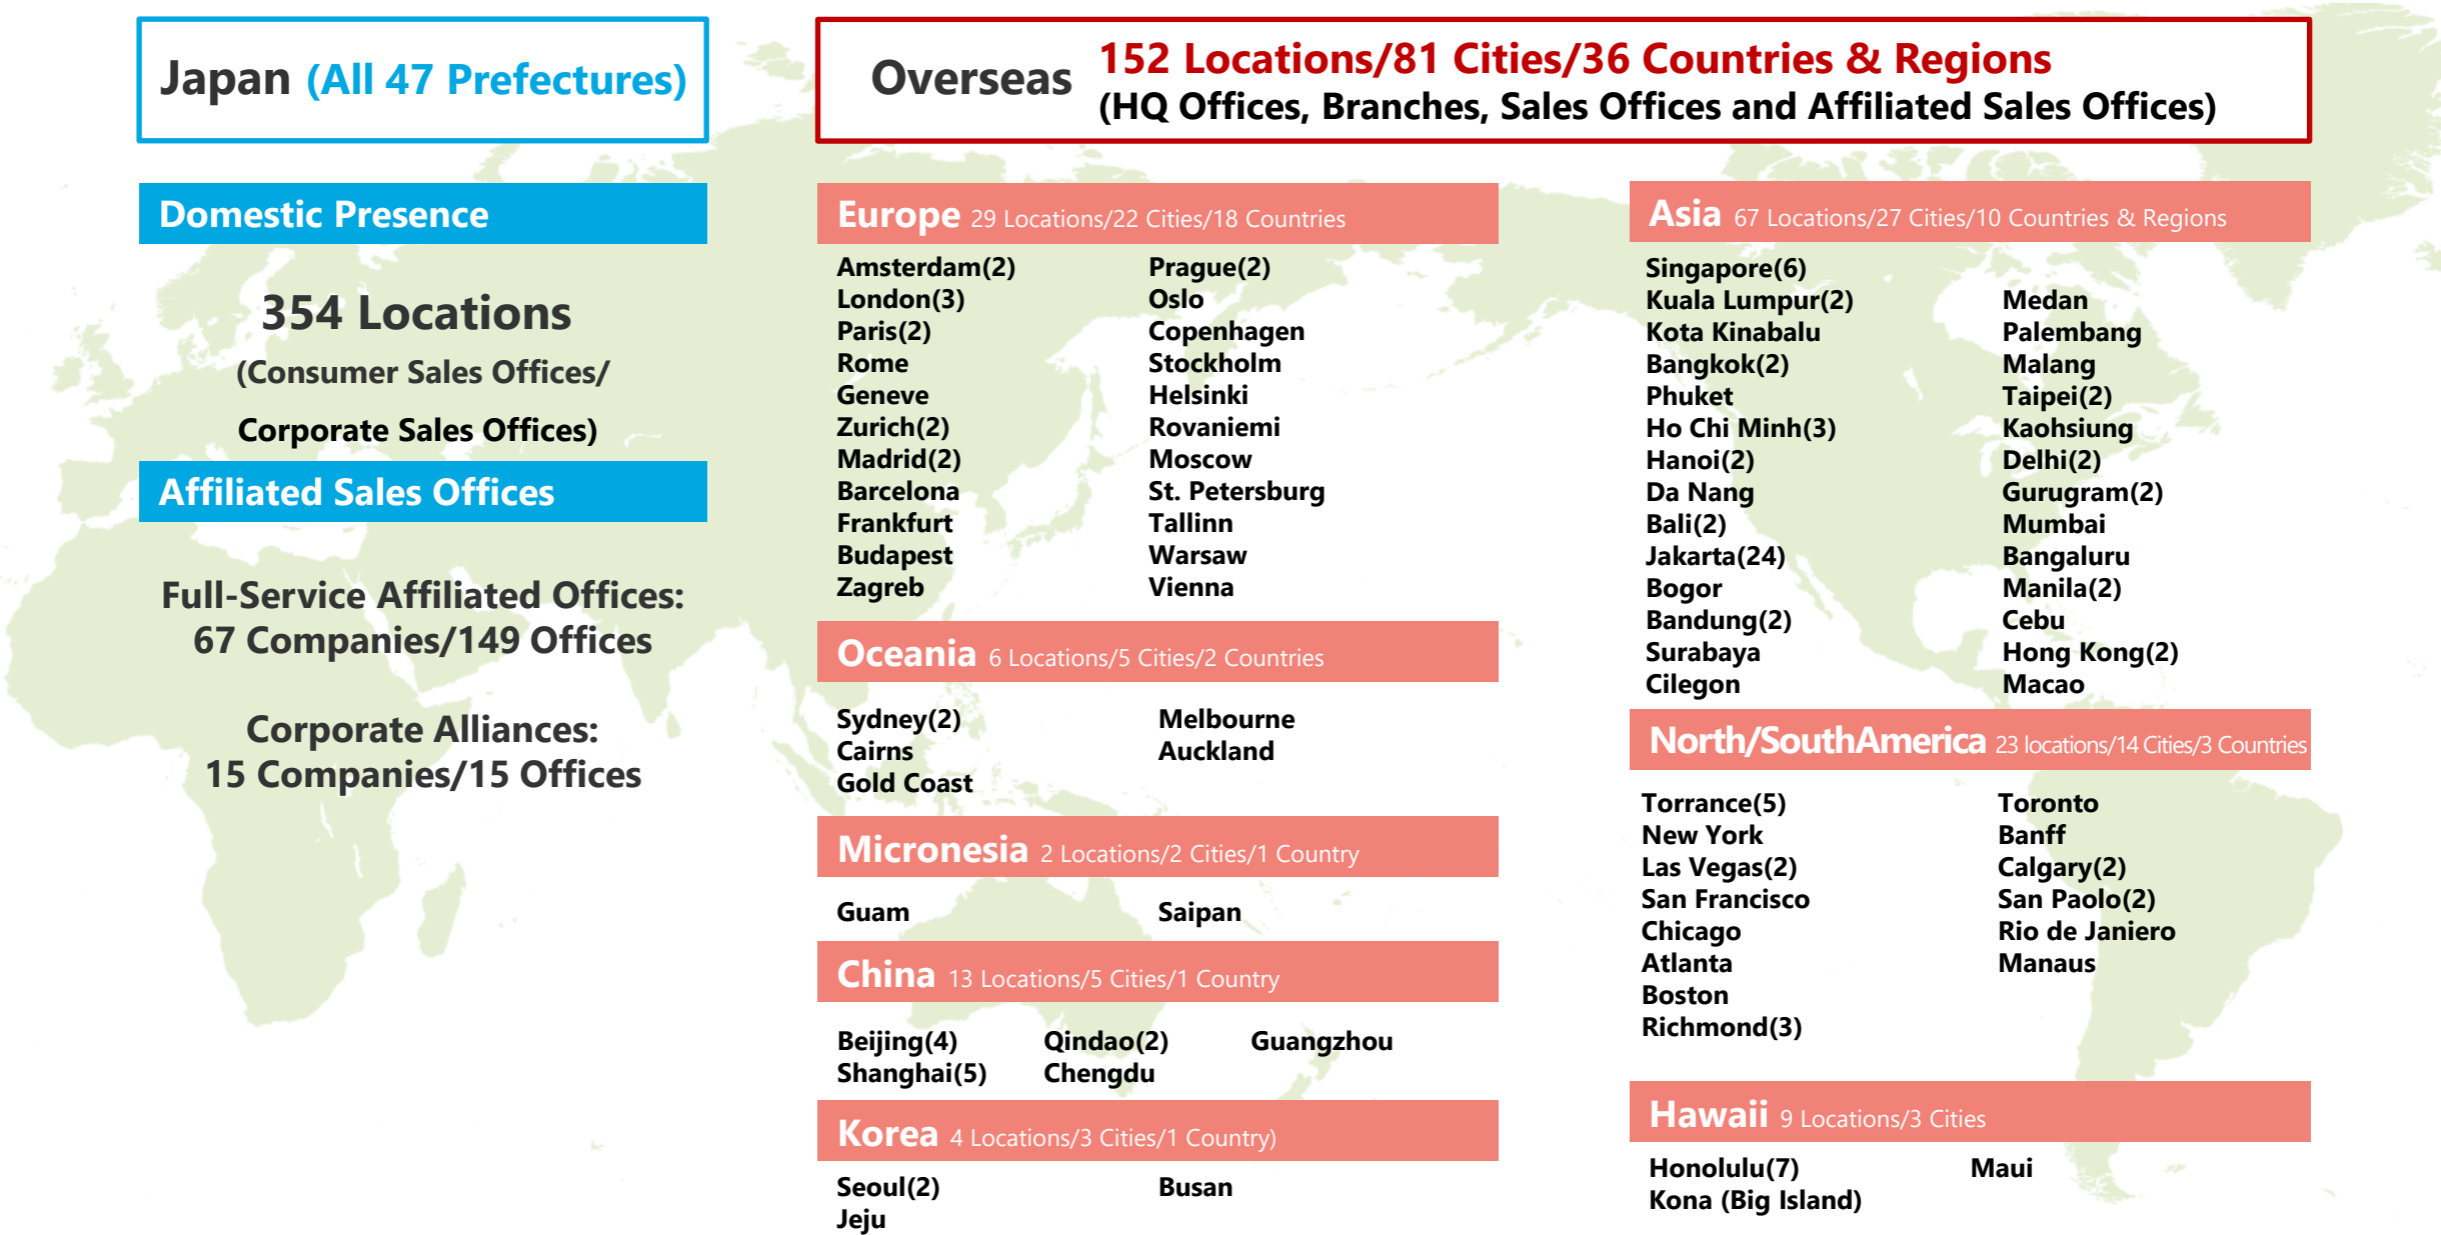 Japan (All 47 Prefectures)
Domestic Presence
354 Locations
(Consumer Sales Offices/
Corporate Sales Offices)
Affiliated Sales Offices
Full-Service Affiliated Offices:
67 Companies/149 Offices
Corporate Alliances:
15 Companies/15 Offices
Overseas
152 Locations/81 Cities/36 Countries & Regions
(HQ Offices, Branches, Sales Offices and Affiliated Sales Offices)
Europe 29 Locations/22 Cities/18 Countries
Amsterdam(2)
London(3)
Paris(2)
Rome
Geneve
Zurich(2)
Madrid(2)
Barcelona
Frankfurt
Budapest
Zagreb
Prague(2)
Oslo
Copenhagen
Stockholm
Helsinki
Rovaniemi
Moscow
St. Petersburg
Tallinn
Warsaw
Vienna
Oceania 6 Locations/5 Cities/2 Countries
Sydney(2)
Cairns
Gold Coast
Melbourne
Auckland
Micronesia 2 Locations/2 Cities/1 Country
Guam
Saipan
China 13 Locations/5 Cities/1 Country
Beijing(4)
Shanghai(5)
Qindao(2)
Chengdu
Guangzhou
Korea 4 Locations/3 Cities/1 Country)
Seoul(2)
Jeju
Busan
Asia 67 Locations/27 Cities/10 Countries & Regions
Singapore(6)
Kuala Lumpur(2)
Kota Kinabalu
Bangkok(2)
Phuket
Ho Chi Minh(3)
Hanoi(2)
Da Nang
Bali(2)
Jakarta(24)
Bogor
Bandung(2)
Surabaya
Cilegon
Medan
Palembang
Malang
Taipei(2)
Kaohsiung
Delhi(2)
Gurugram(2)
Mumbai
Bangaluru
Manila(2)
Cebu
Hong Kong(2)
Macao
North/SouthAmerica 23 locations/14 Cities/3 Countries
Torrance(5)
New York
Las Vegas(2)
San Francisco
Chicago
Atlanta
Boston
Richmond(3)
Toronto
Banff
Calgary(2)
San Paolo(2)
Rio de Janiero
Manaus
Hawaii 9 Locations/3 Cities
Honolulu(7)
Kona (Big Island)
Maui